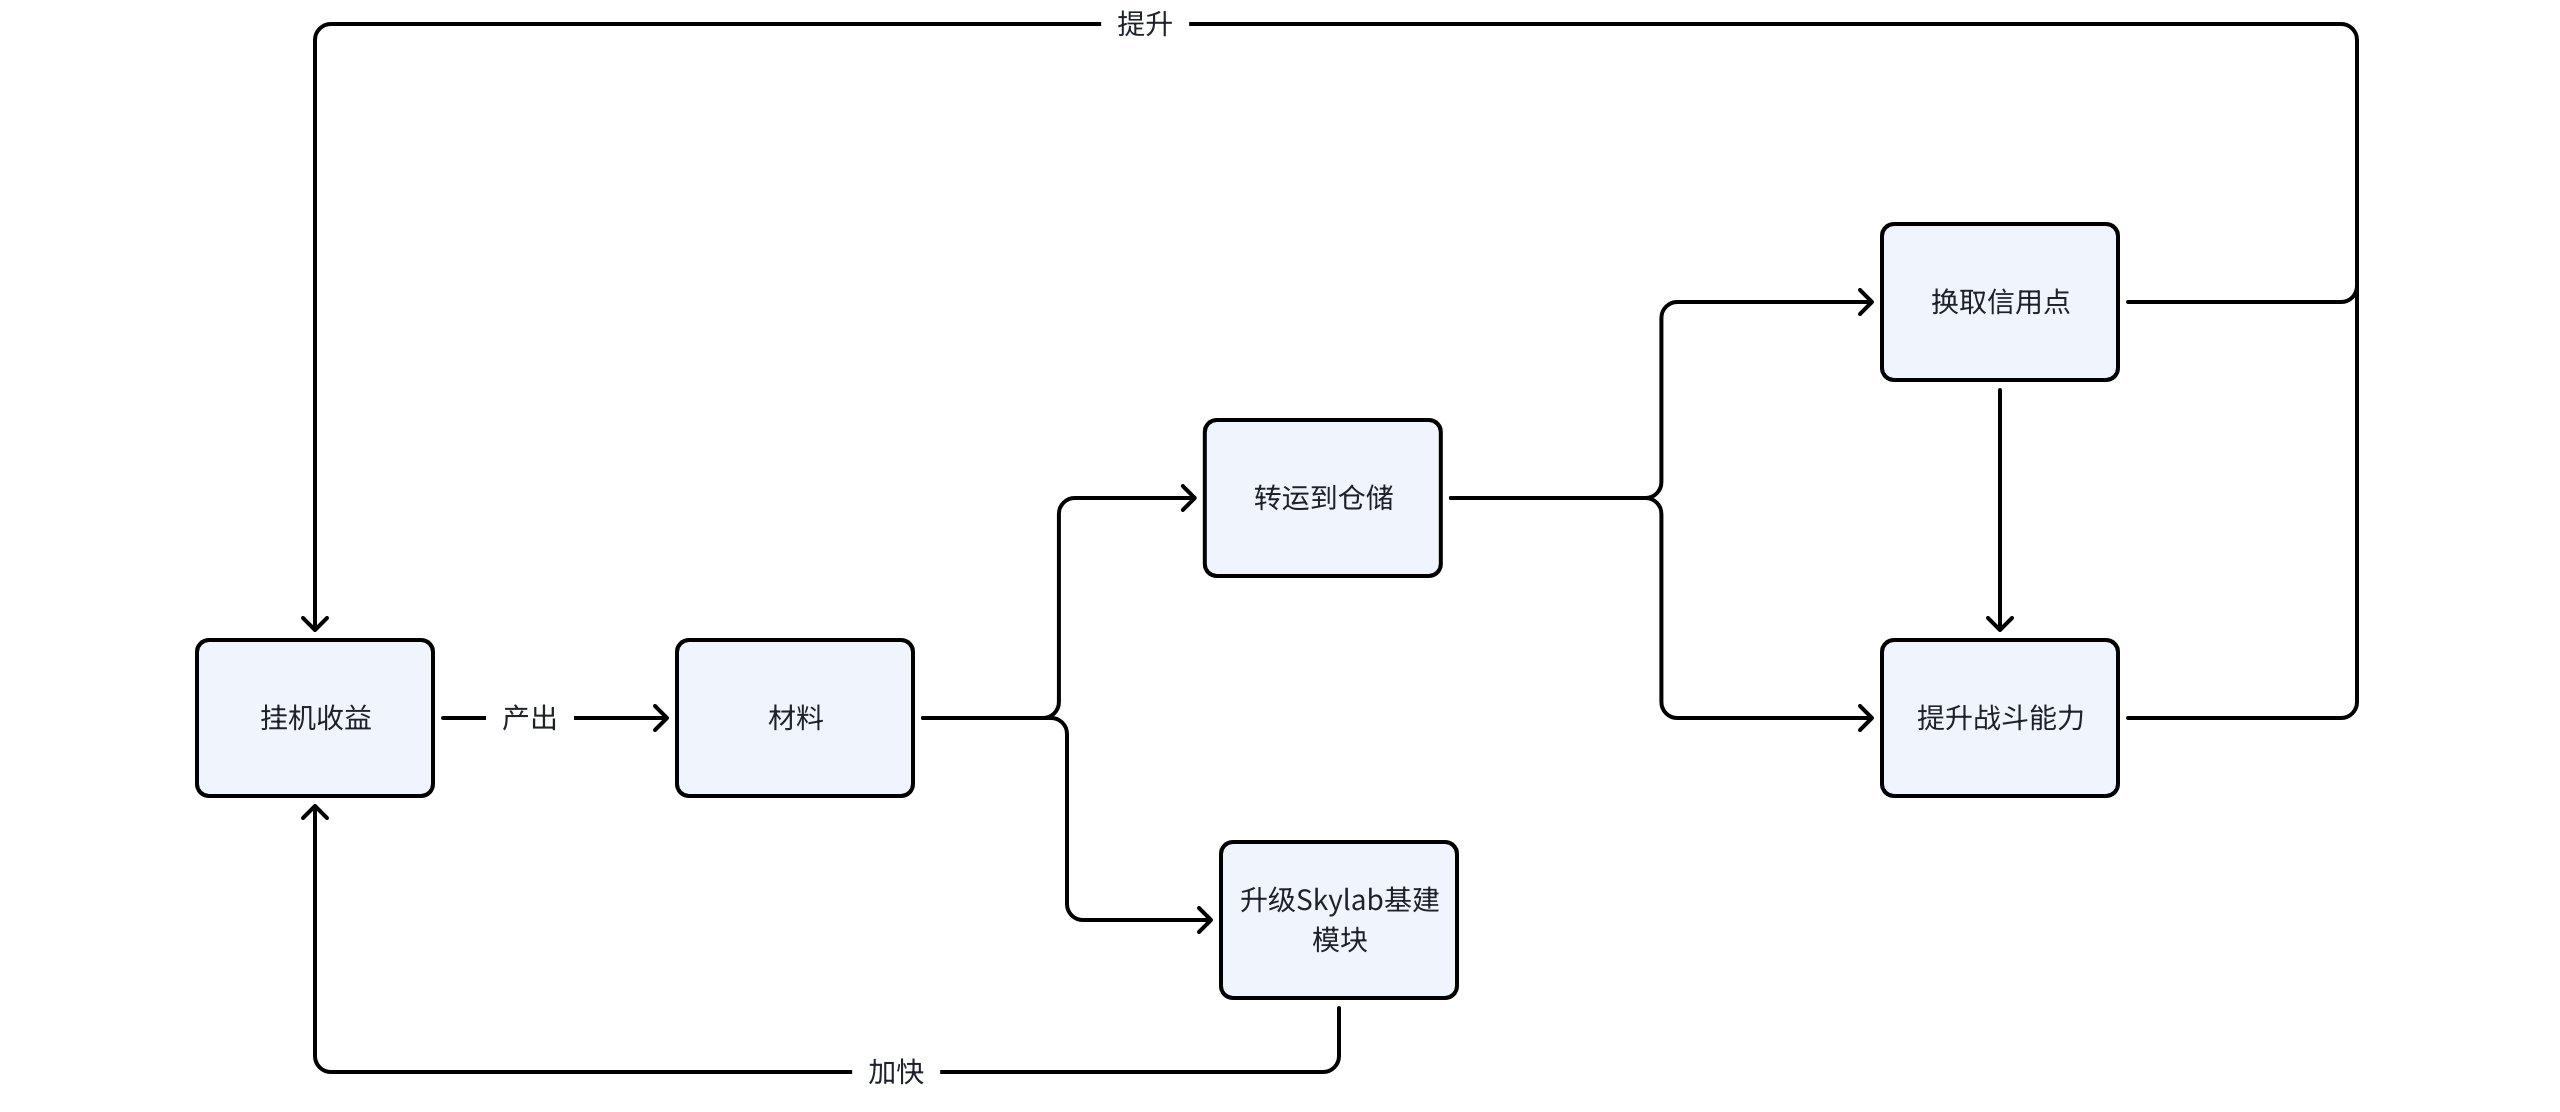 提升
换取信用点
转运到仓储
挂机收益
产出
材料
提升战斗能力
升级Skylab基建
模块
加快